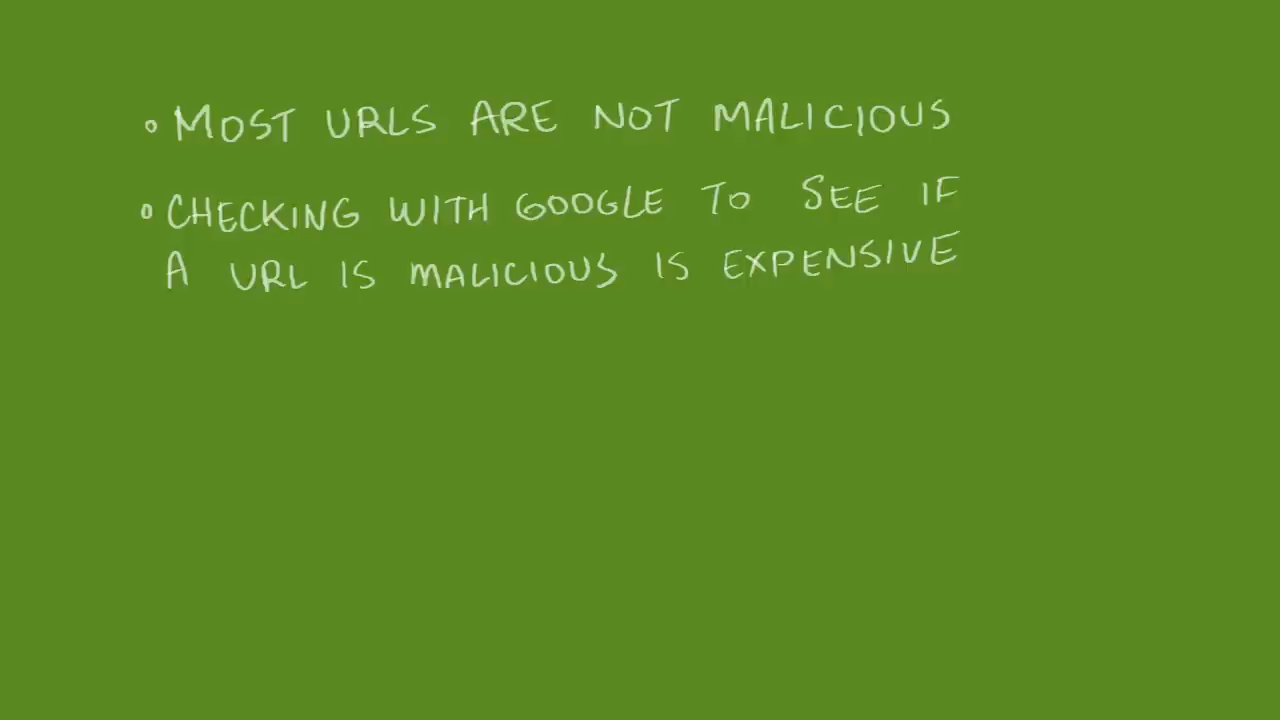 • MOST URLS ARE NOT MALICIOUS
• CHECKING WITH GOOGLE TO SEE IF
A URL IS MALICIOUS IS EXPENSIVE